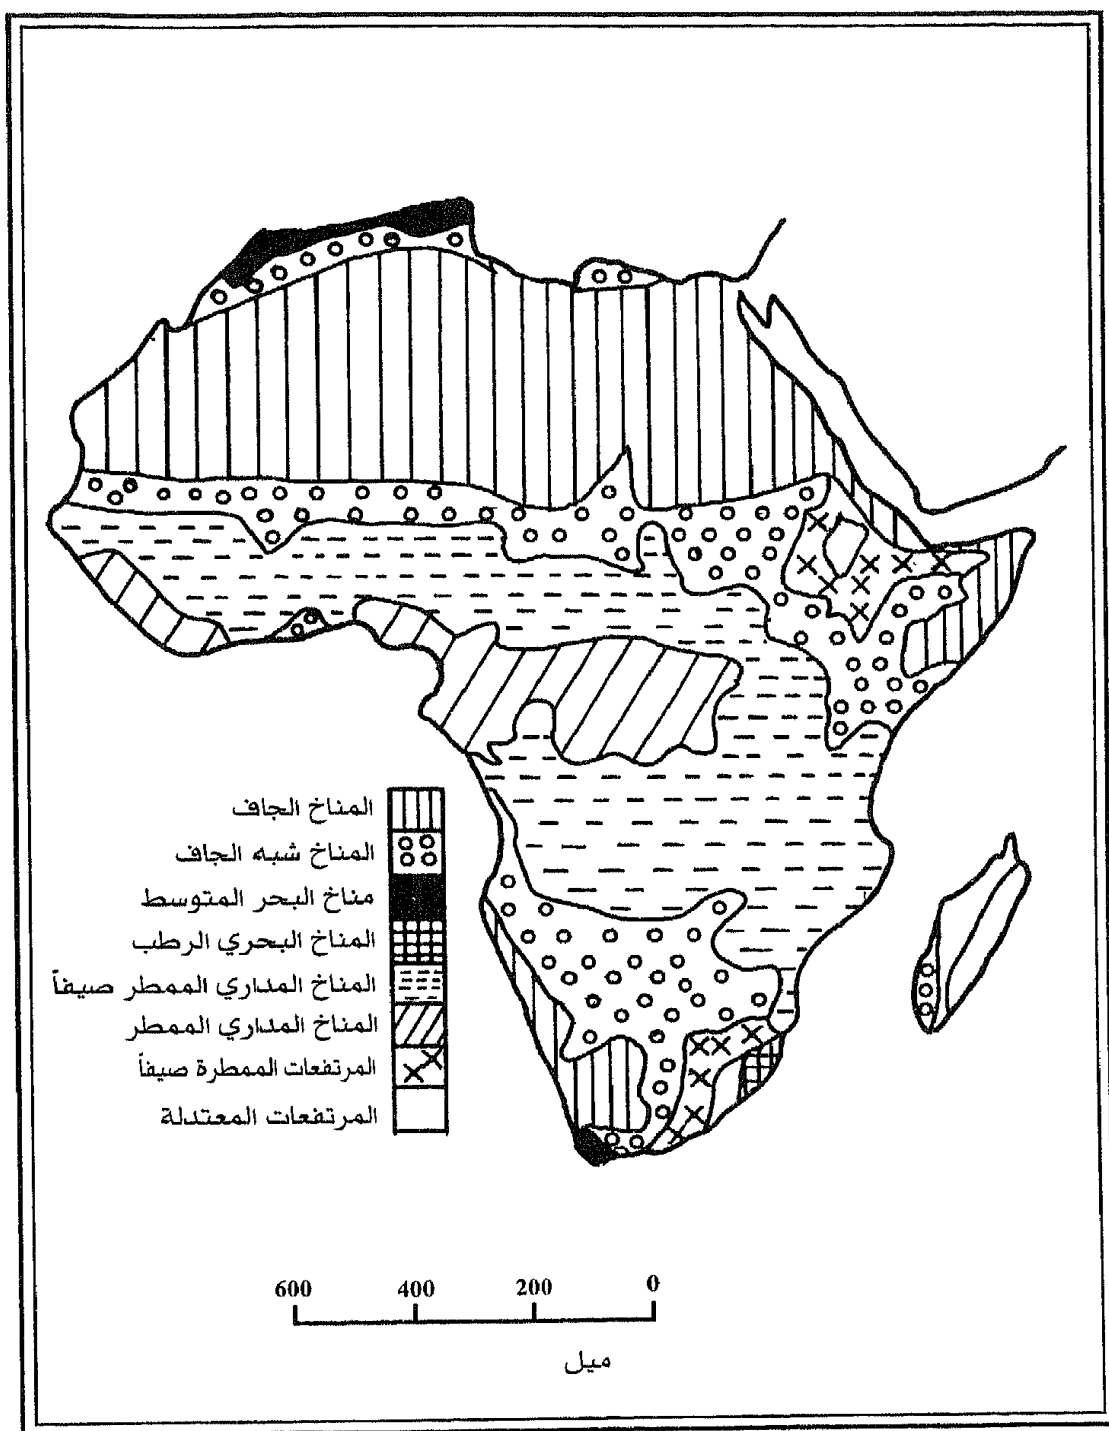 المناخ الجاف
المناخ شبه الجاف
مناخ البحر المتوسط
المناخ البحري الرطب
المناخ المداري الممطر صيفاً
المناخ المداري الممطر
المرتفعات الممطرة صيفاً
المرتفعات المعتدلة
600 400 200 0
ميل